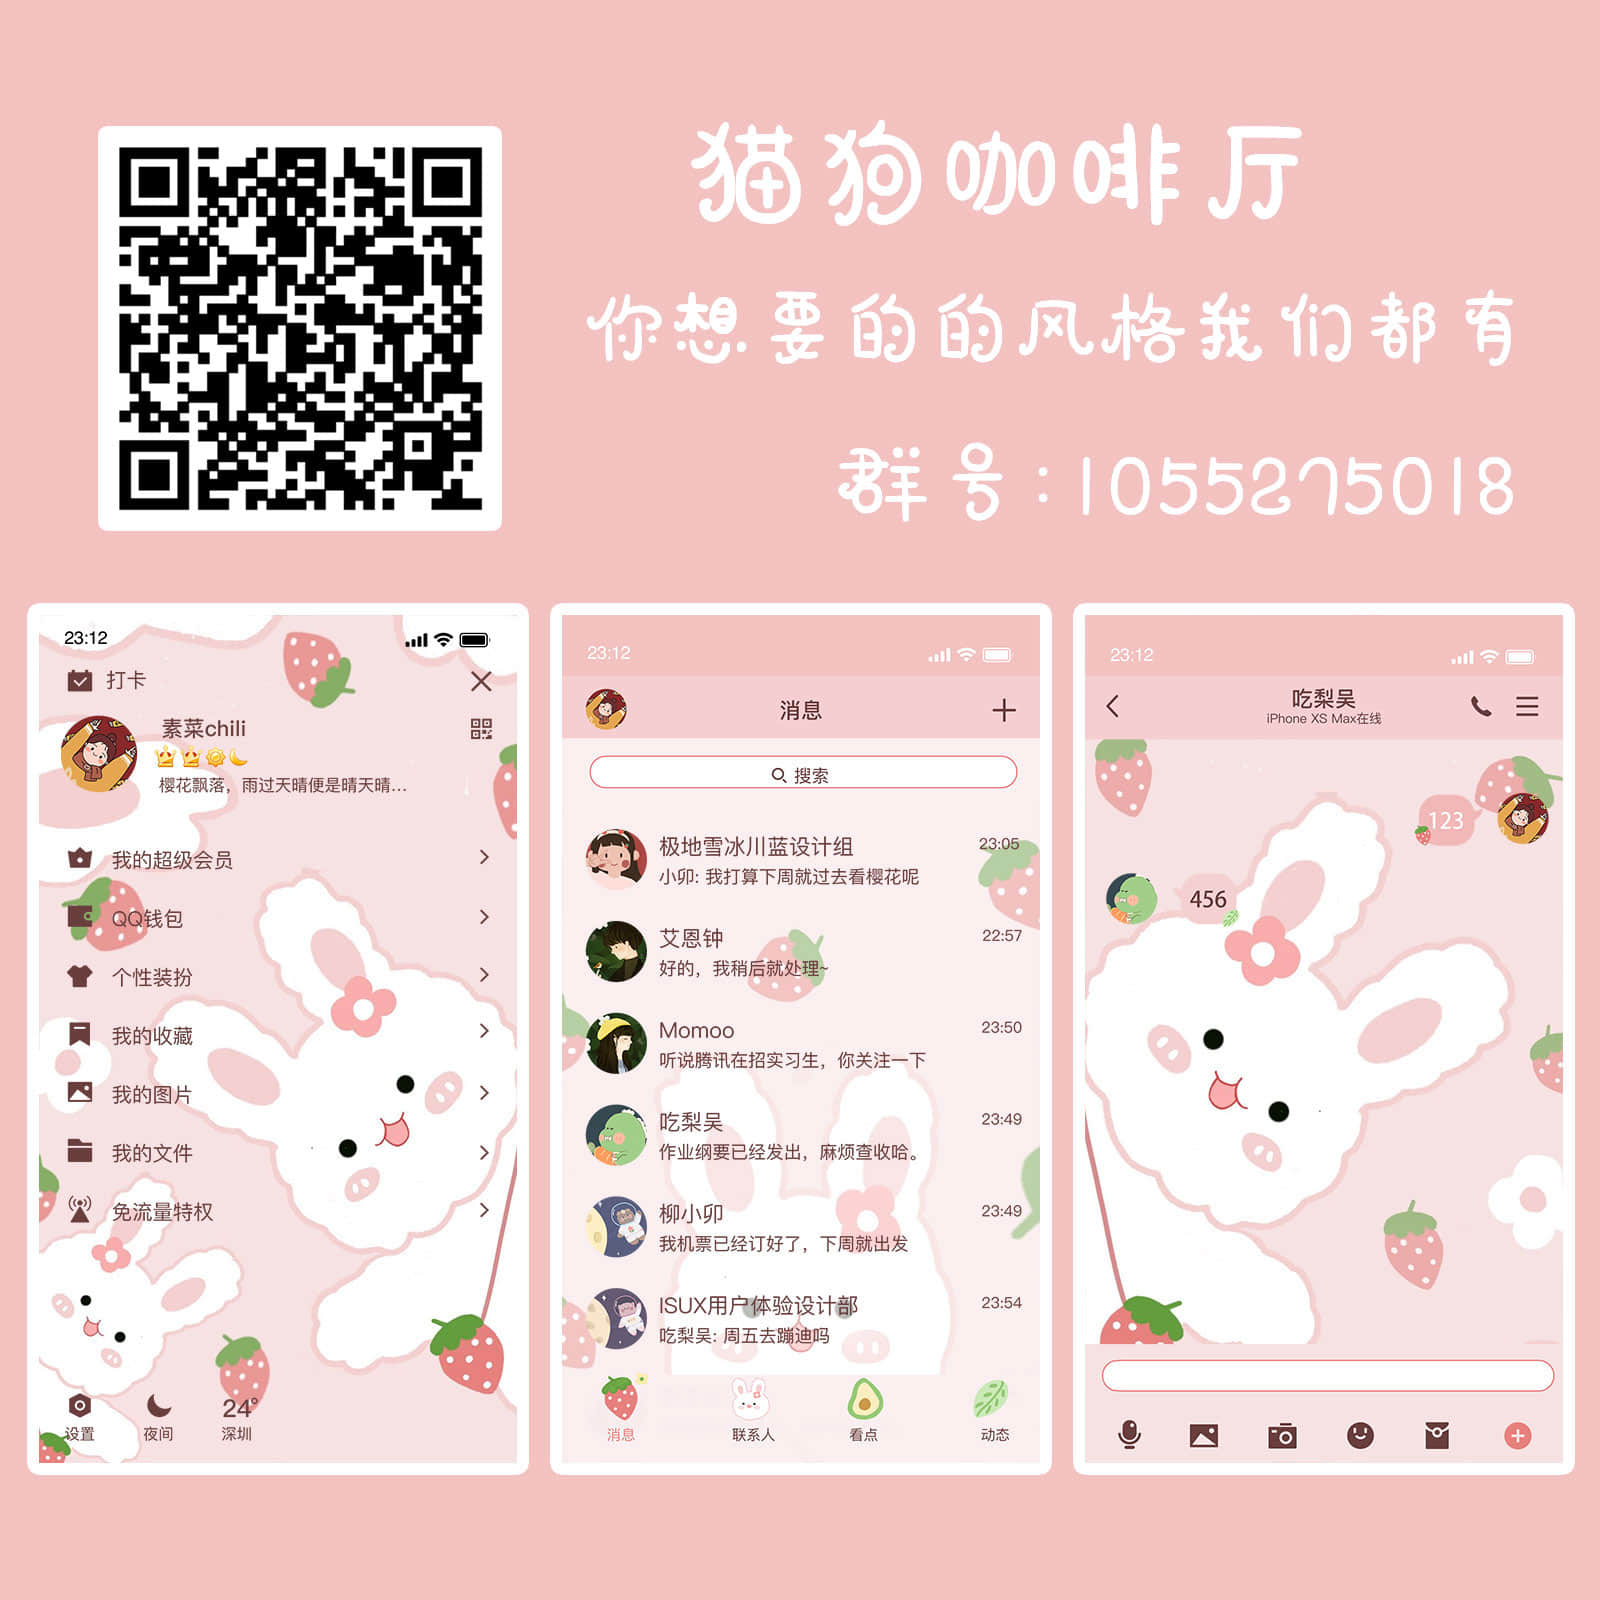 猫狗咖啡厅
你想要的的风格我们都有
群号:1055275018
23:12
打卡
素菜chili
樱花飘落，雨过天晴便是晴天晴...
我的超级会员
QQ钱包
个性装扮
我的收藏
我的图片
我的文件
免流量特权
设置
夜间
24°
深圳
23:12
消息
搜索
极地雪冰川蓝设计组
23:05
小卯: 我打算下周就过去看樱花呢
艾恩钟
22:57
好的，我稍后就处理~
Momoo
23:50
听说腾讯在招实习生，你关注一下
吃梨吴
23:49
作业纲要已经发出，麻烦查收哈。
柳小卯
23:49
我机票已经订好了，下周就出发
ISUX用户体验设计部
23:54
吃梨吴: 周五去蹦迪吗
消息
联系人
看点
动态
23:12
吃梨吴
iPhone XS Max在线
123
456